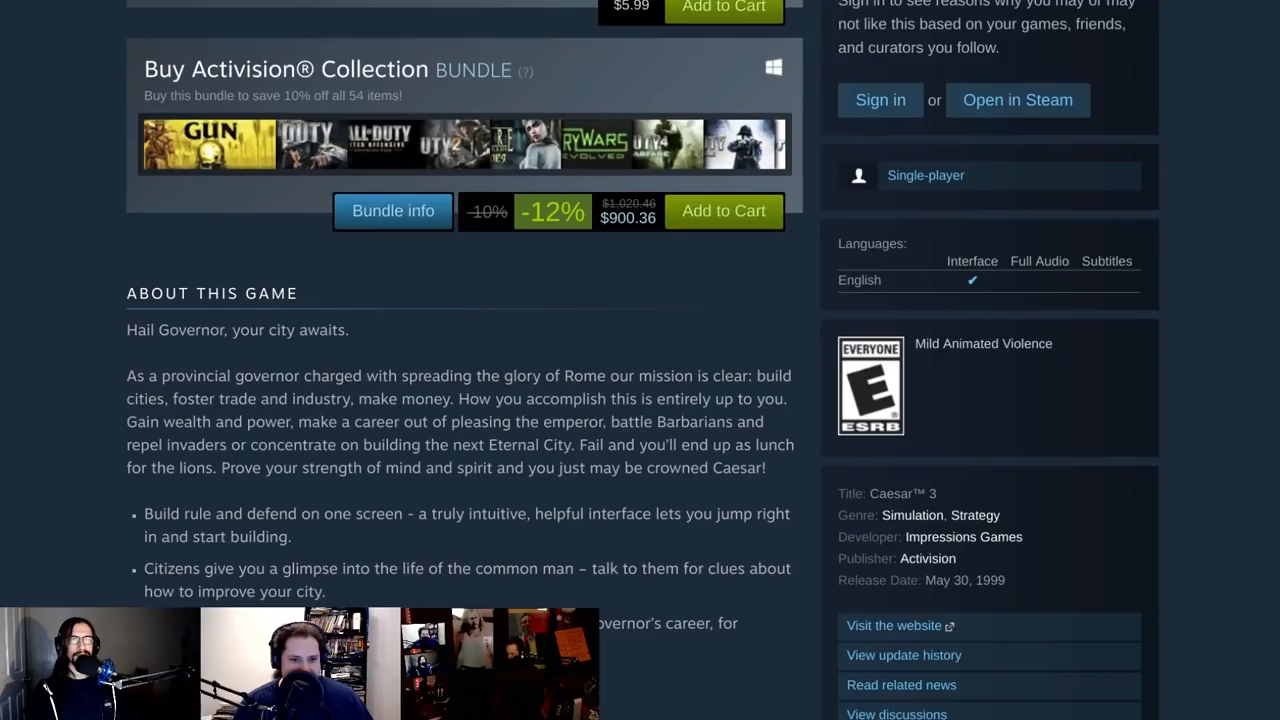 $5.99
Add to Cart
Buy Activision® Collection BUNDLE (?)
Buy this bundle to save 10% off all 54 items!
GUN
DUTY
ALL DUTY
UTY2
RYWARS
EVOLVED
UTY4
Bundle info
-10%
-12%
$1,020.46
$900.36
Add to Cart
ABOUT THIS GAME
Hail Governor, your city awaits.
As a provincial governor charged with spreading the glory of Rome our mission is clear: build
cities, foster trade and industry, make money. How you accomplish this is entirely up to you.
Gain wealth and power, make a career out of pleasing the emperor, battle Barbarians and
repel invaders or concentrate on building the next Eternal City. Fail and you'll end up as lunch
for the lions. Prove your strength of mind and spirit and you just may be crowned Caesar!
• Build rule and defend on one screen - a truly intuitive, helpful interface lets you jump right
in and start building.
• Citizens give you a glimpse into the life of the common man – talk to them for clues about
how to improve your city.
overnor's career, for
Sign in to see reasons why you may or may
not like this based on your games, friends,
and curators you follow.
Sign in or Open in Steam
Single-player
Languages:
Interface Full Audio Subtitles
English ✔
EVERYONE
E
ESRB
Mild Animated Violence
Title: Caesar™ 3
Genre: Simulation, Strategy
Developer: Impressions Games
Publisher: Activision
Release Date: May 30, 1999
Visit the website
View update history
Read related news
View discussions